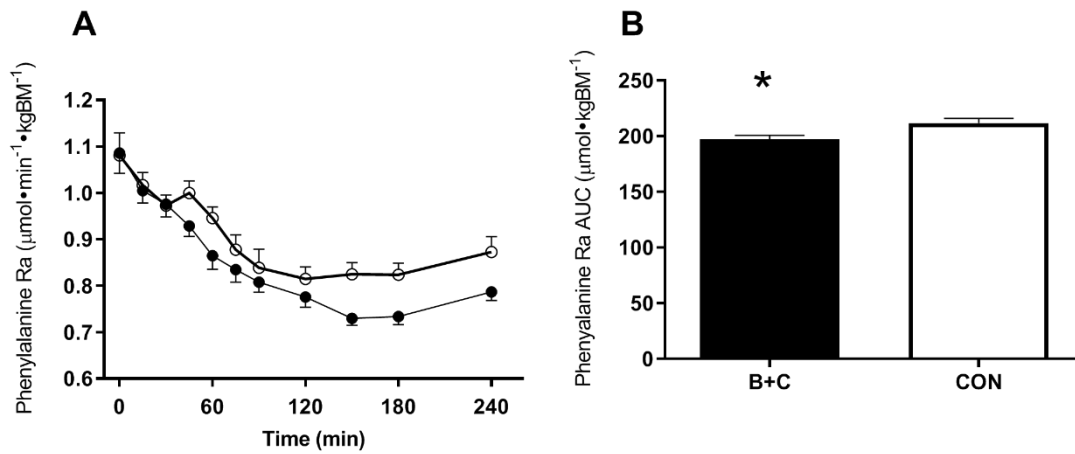 A
Phenylalanine Ra (μmol•min⁻¹•kgBM⁻¹)
1.2
1.1
1.0
0.9
0.8
0.7
0.6
0
60
120
180
240
Time (min)
B
Phenyalanine Ra AUC (μmol•kgBM⁻¹)
250
200
150
100
50
0
*
B+C
CON